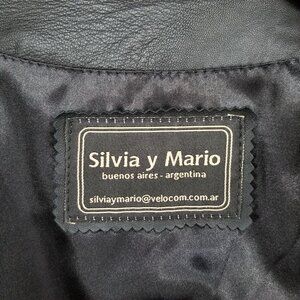 Silvia y Mario
buenos aires - argentina
silviaymario@velocom.com.ar